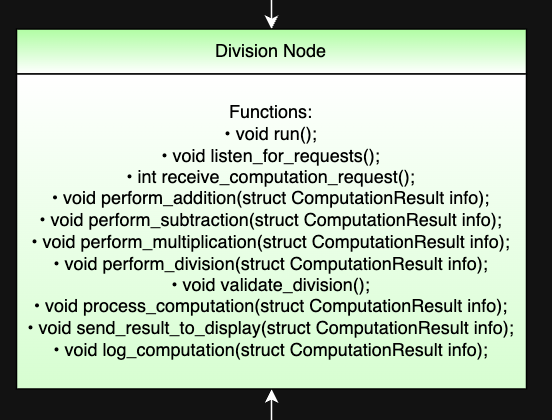 Division Node
Functions:
• void run();
• void listen_for_requests();
• int receive_computation_request();
• void perform_addition(struct ComputationResult info);
• void perform_subtraction(struct ComputationResult info);
• void perform_multiplication(struct ComputationResult info);
• void perform_division(struct ComputationResult info);
• void validate_division();
• void process_computation(struct ComputationResult info);
• void send_result_to_display(struct ComputationResult info);
• void log_computation(struct ComputationResult info);